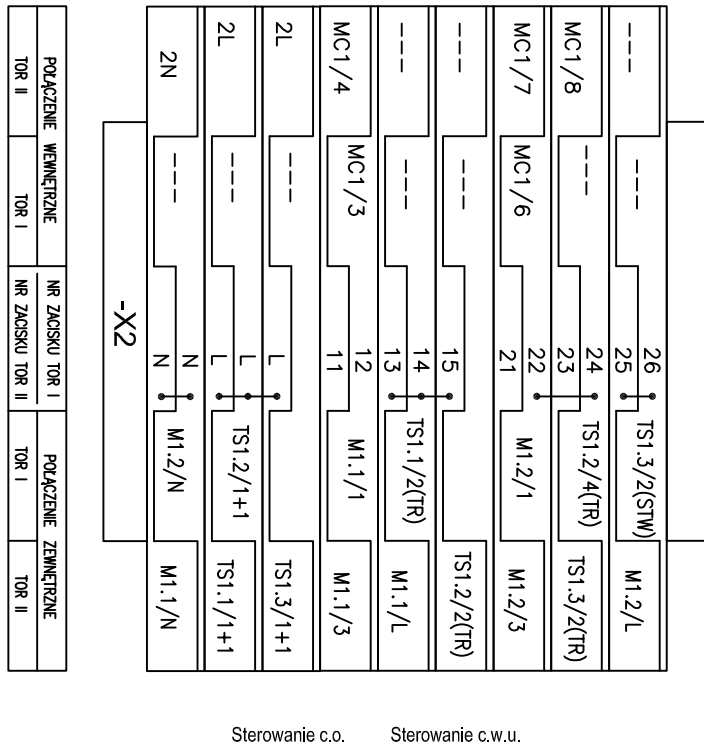 POŁĄCZENIE WEWNĘTRZNE
NR ZACISKU TOR I
POŁĄCZENIE ZEWNĘTRZNE
TOR II
TOR I
NR ZACISKU TOR II
TOR I
TOR II
-X2
2N
---
N
N
M1.2/N
M1.1/N
2L
---
L
L
TS1.2/1+1
TS1.1/1+1
2L
---
L
TS1.3/1+1
MC1/4
MC1/3
12
11
M1.1/1
M1.1/3
---
---
14
13
TS1.1/2(TR)
M1.1/L
---
---
15
TS1.2/2(TR)
MC1/7
MC1/6
22
21
M1.2/1
M1.2/3
MC1/8
---
24
23
TS1.2/4(TR)
TS1.3/2(TR)
---
---
26
25
TS1.3/2(STW)
M1.2/L
Sterowanie c.o.
Sterowanie c.w.u.